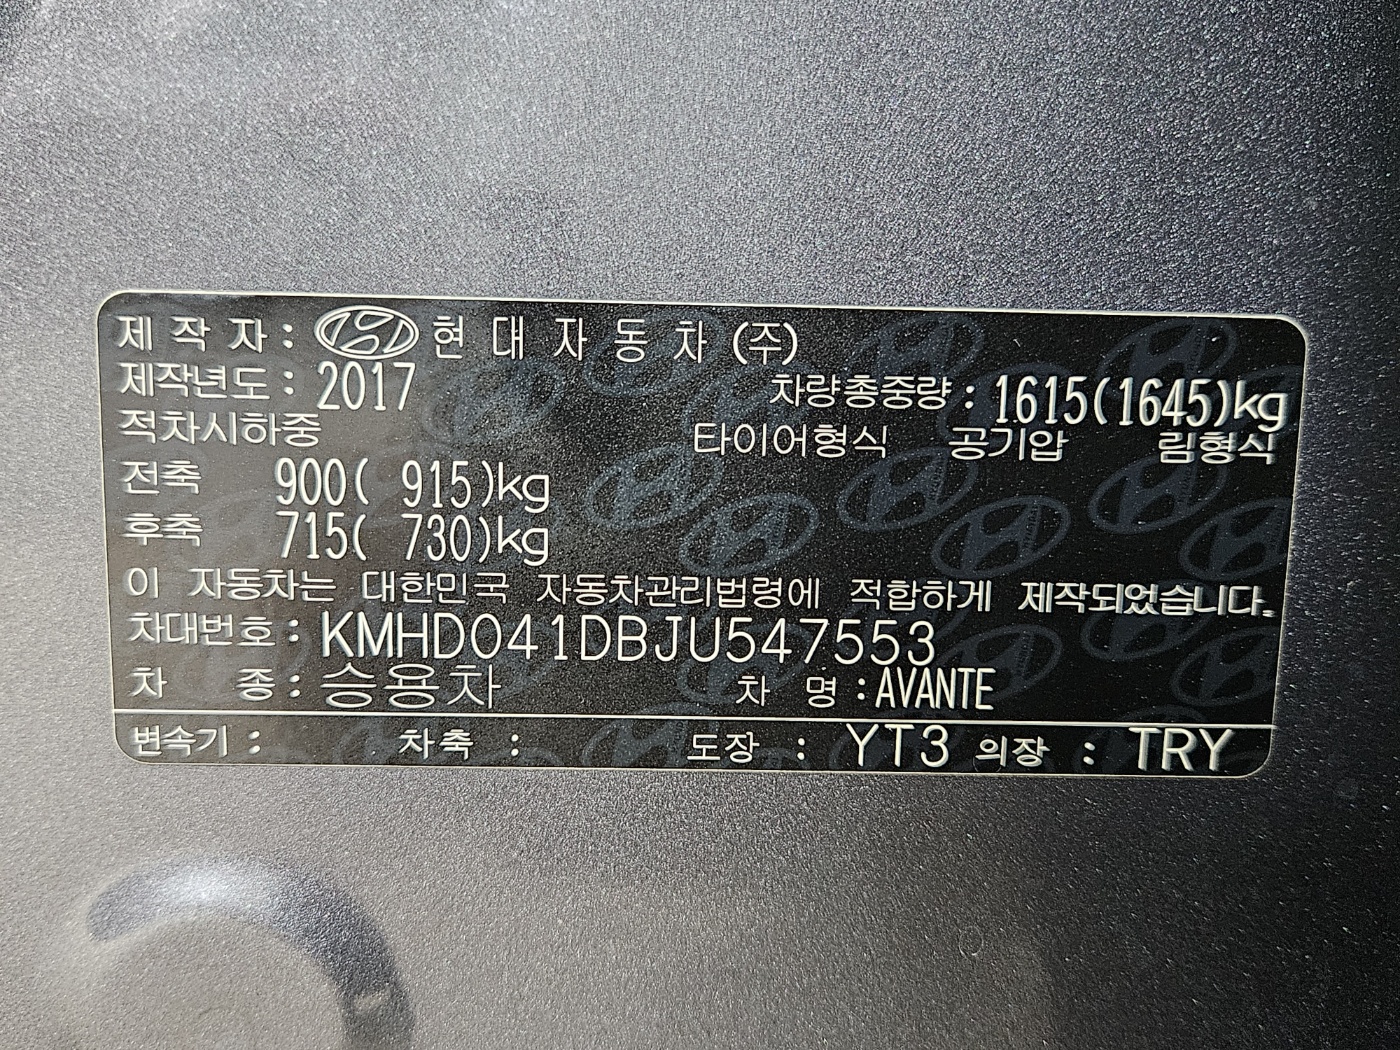 제 작 자 : 현 대 자 동 차 (주)
제작년도 : 2017 차량총중량 : 1615(1645)kg
적차시하중 타이어형식 공기압 림형식
전축 900( 915)kg
후축 715( 730)kg
이 자동차는 대한민국 자동차관리법령에 적합하게 제작되었습니다.
차대번호 : KMHD041DBJU547553
차 종 : 승용차 차 명 : AVANTE
변속기 : 차축 : 도장 : YT3 의장 : TRY